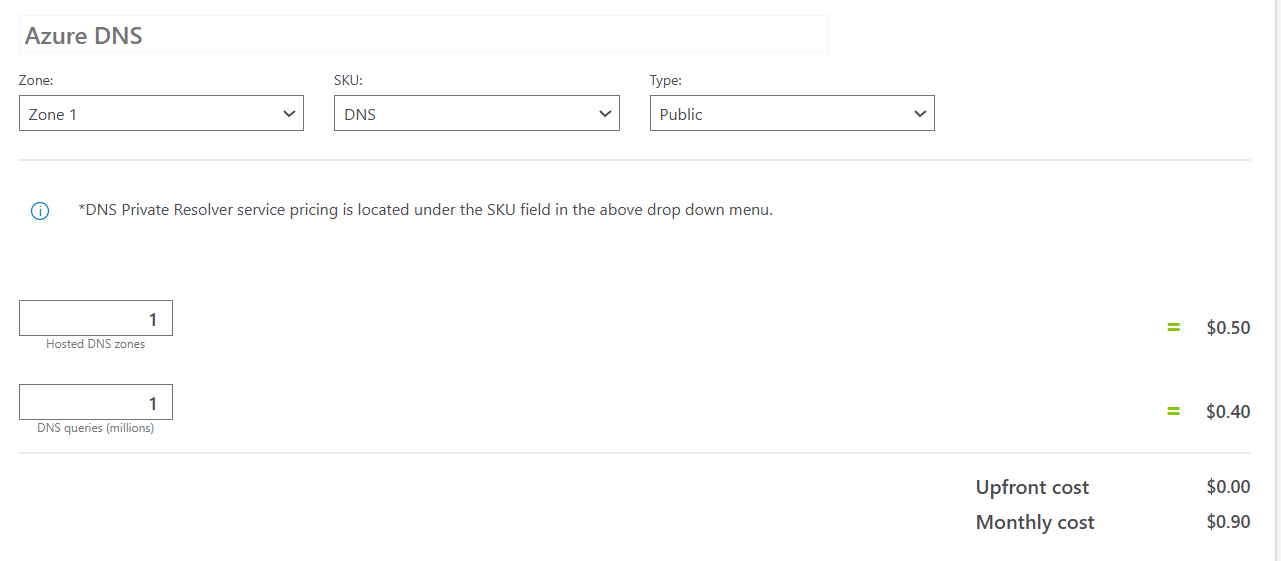 Azure DNS
Zone: SKU: Type:
Zone 1 DNS Public
*DNS Private Resolver service pricing is located under the SKU field in the above drop down menu.
1
Hosted DNS zones
= $0.50
1
DNS queries (millions)
= $0.40
Upfront cost $0.00
Monthly cost $0.90